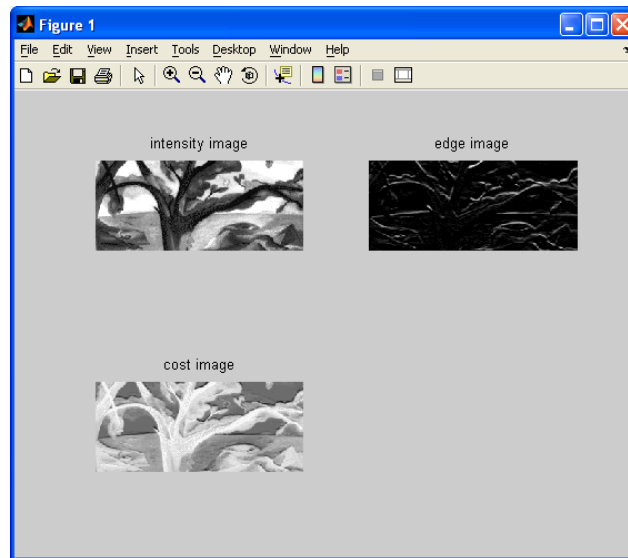 Figure 1
File Edit View Insert Tools Desktop Window Help
intensity image edge image
cost image